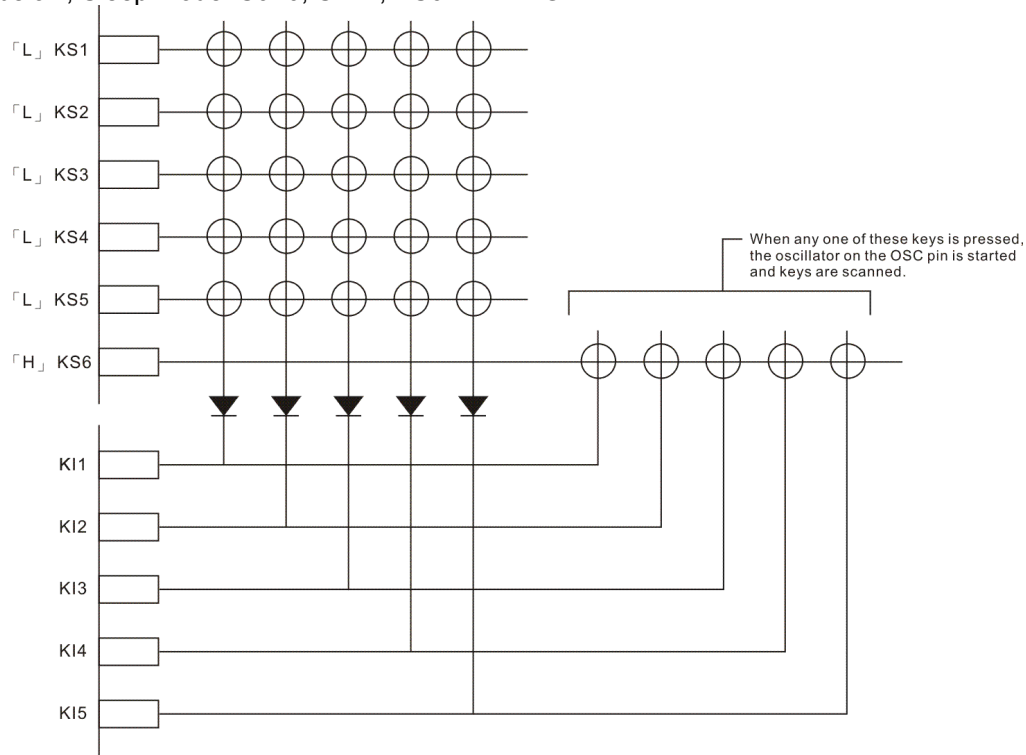 「L」 KS1
「L」 KS2
「L」 KS3
「L」 KS4
「L」 KS5
「H」 KS6
When any one of these keys is pressed,
the oscillator on the OSC pin is started
and keys are scanned.
KI1
KI2
KI3
KI4
KI5